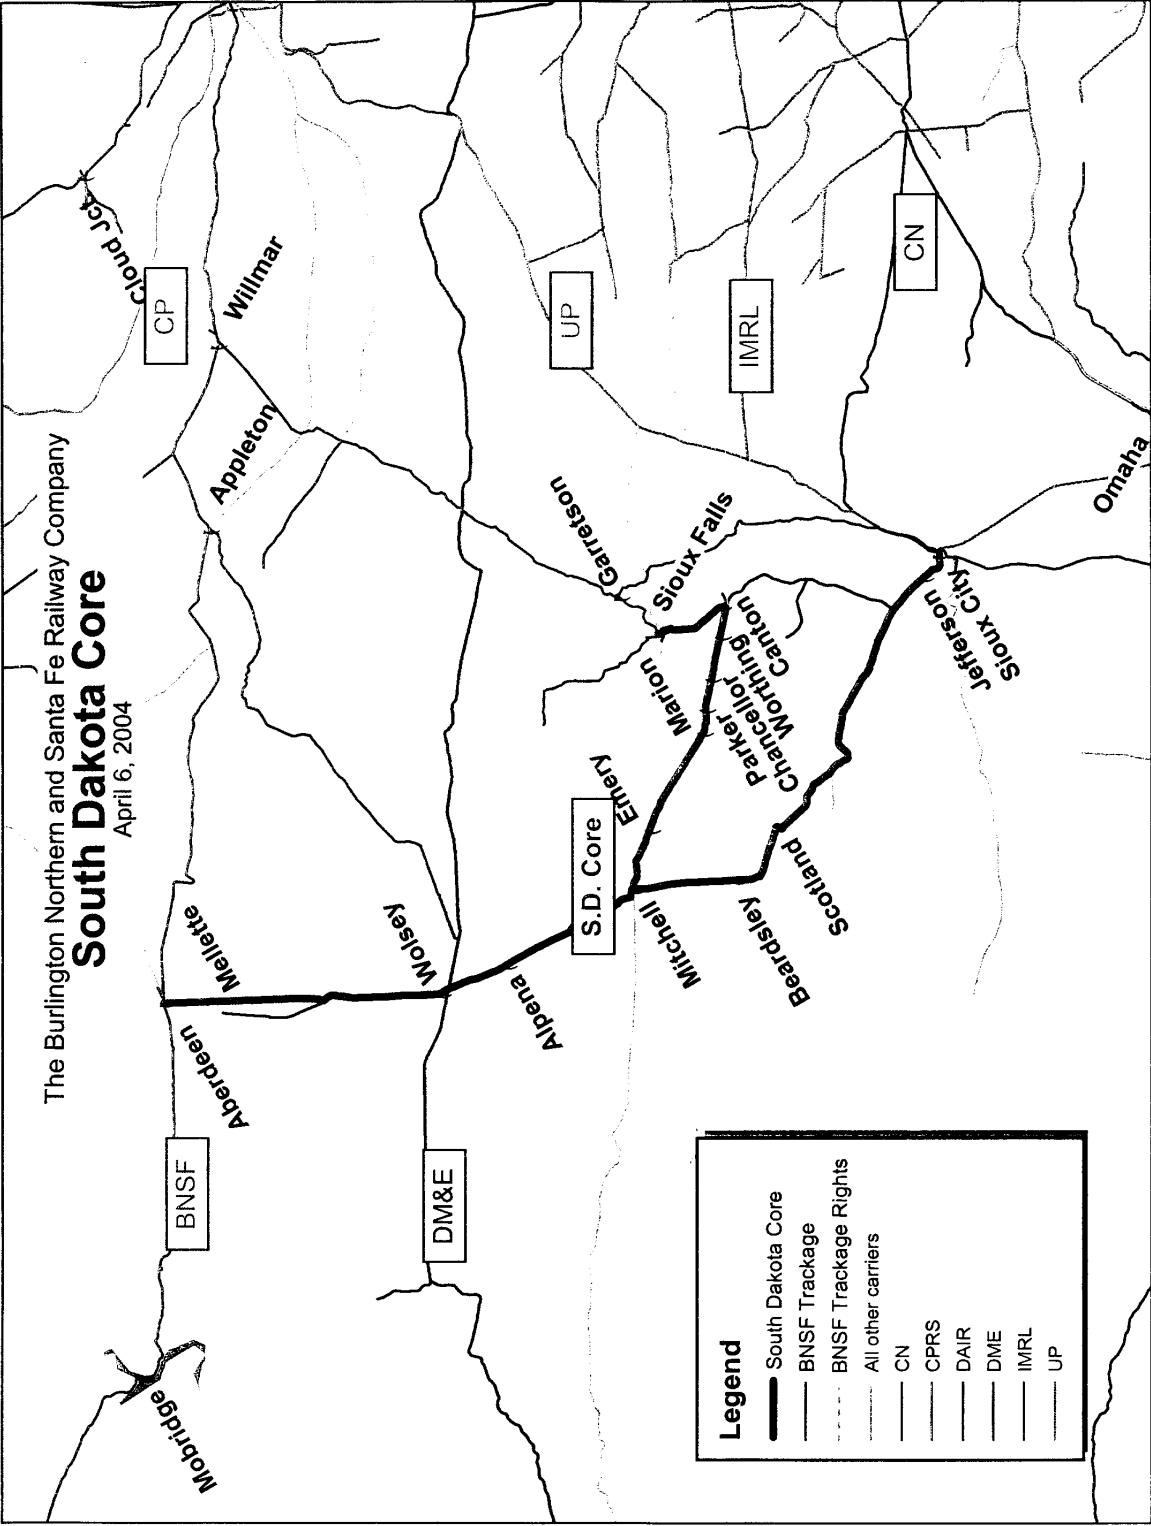 The Burlington Northern and Santa Fe Railway Company
South Dakota Core
April 6, 2004
Cloud Jct
CP
Willmar
Appleton
Mellette
Aberdeen
BNSF
Mobridge
Wolsey
DM&E
Alpena
UP
IMRL
CN
Garretson
Sioux Falls
Marion
Emery
S.D. Core
Mitchell
Canton
Worthing
Chancellor
Parker
Beardsley
Scotland
Jefferson
Sioux City
Omaha
Legend
South Dakota Core
BNSF Trackage
BNSF Trackage Rights
All other carriers
CN
CPRS
DAIR
DME
IMRL
UP